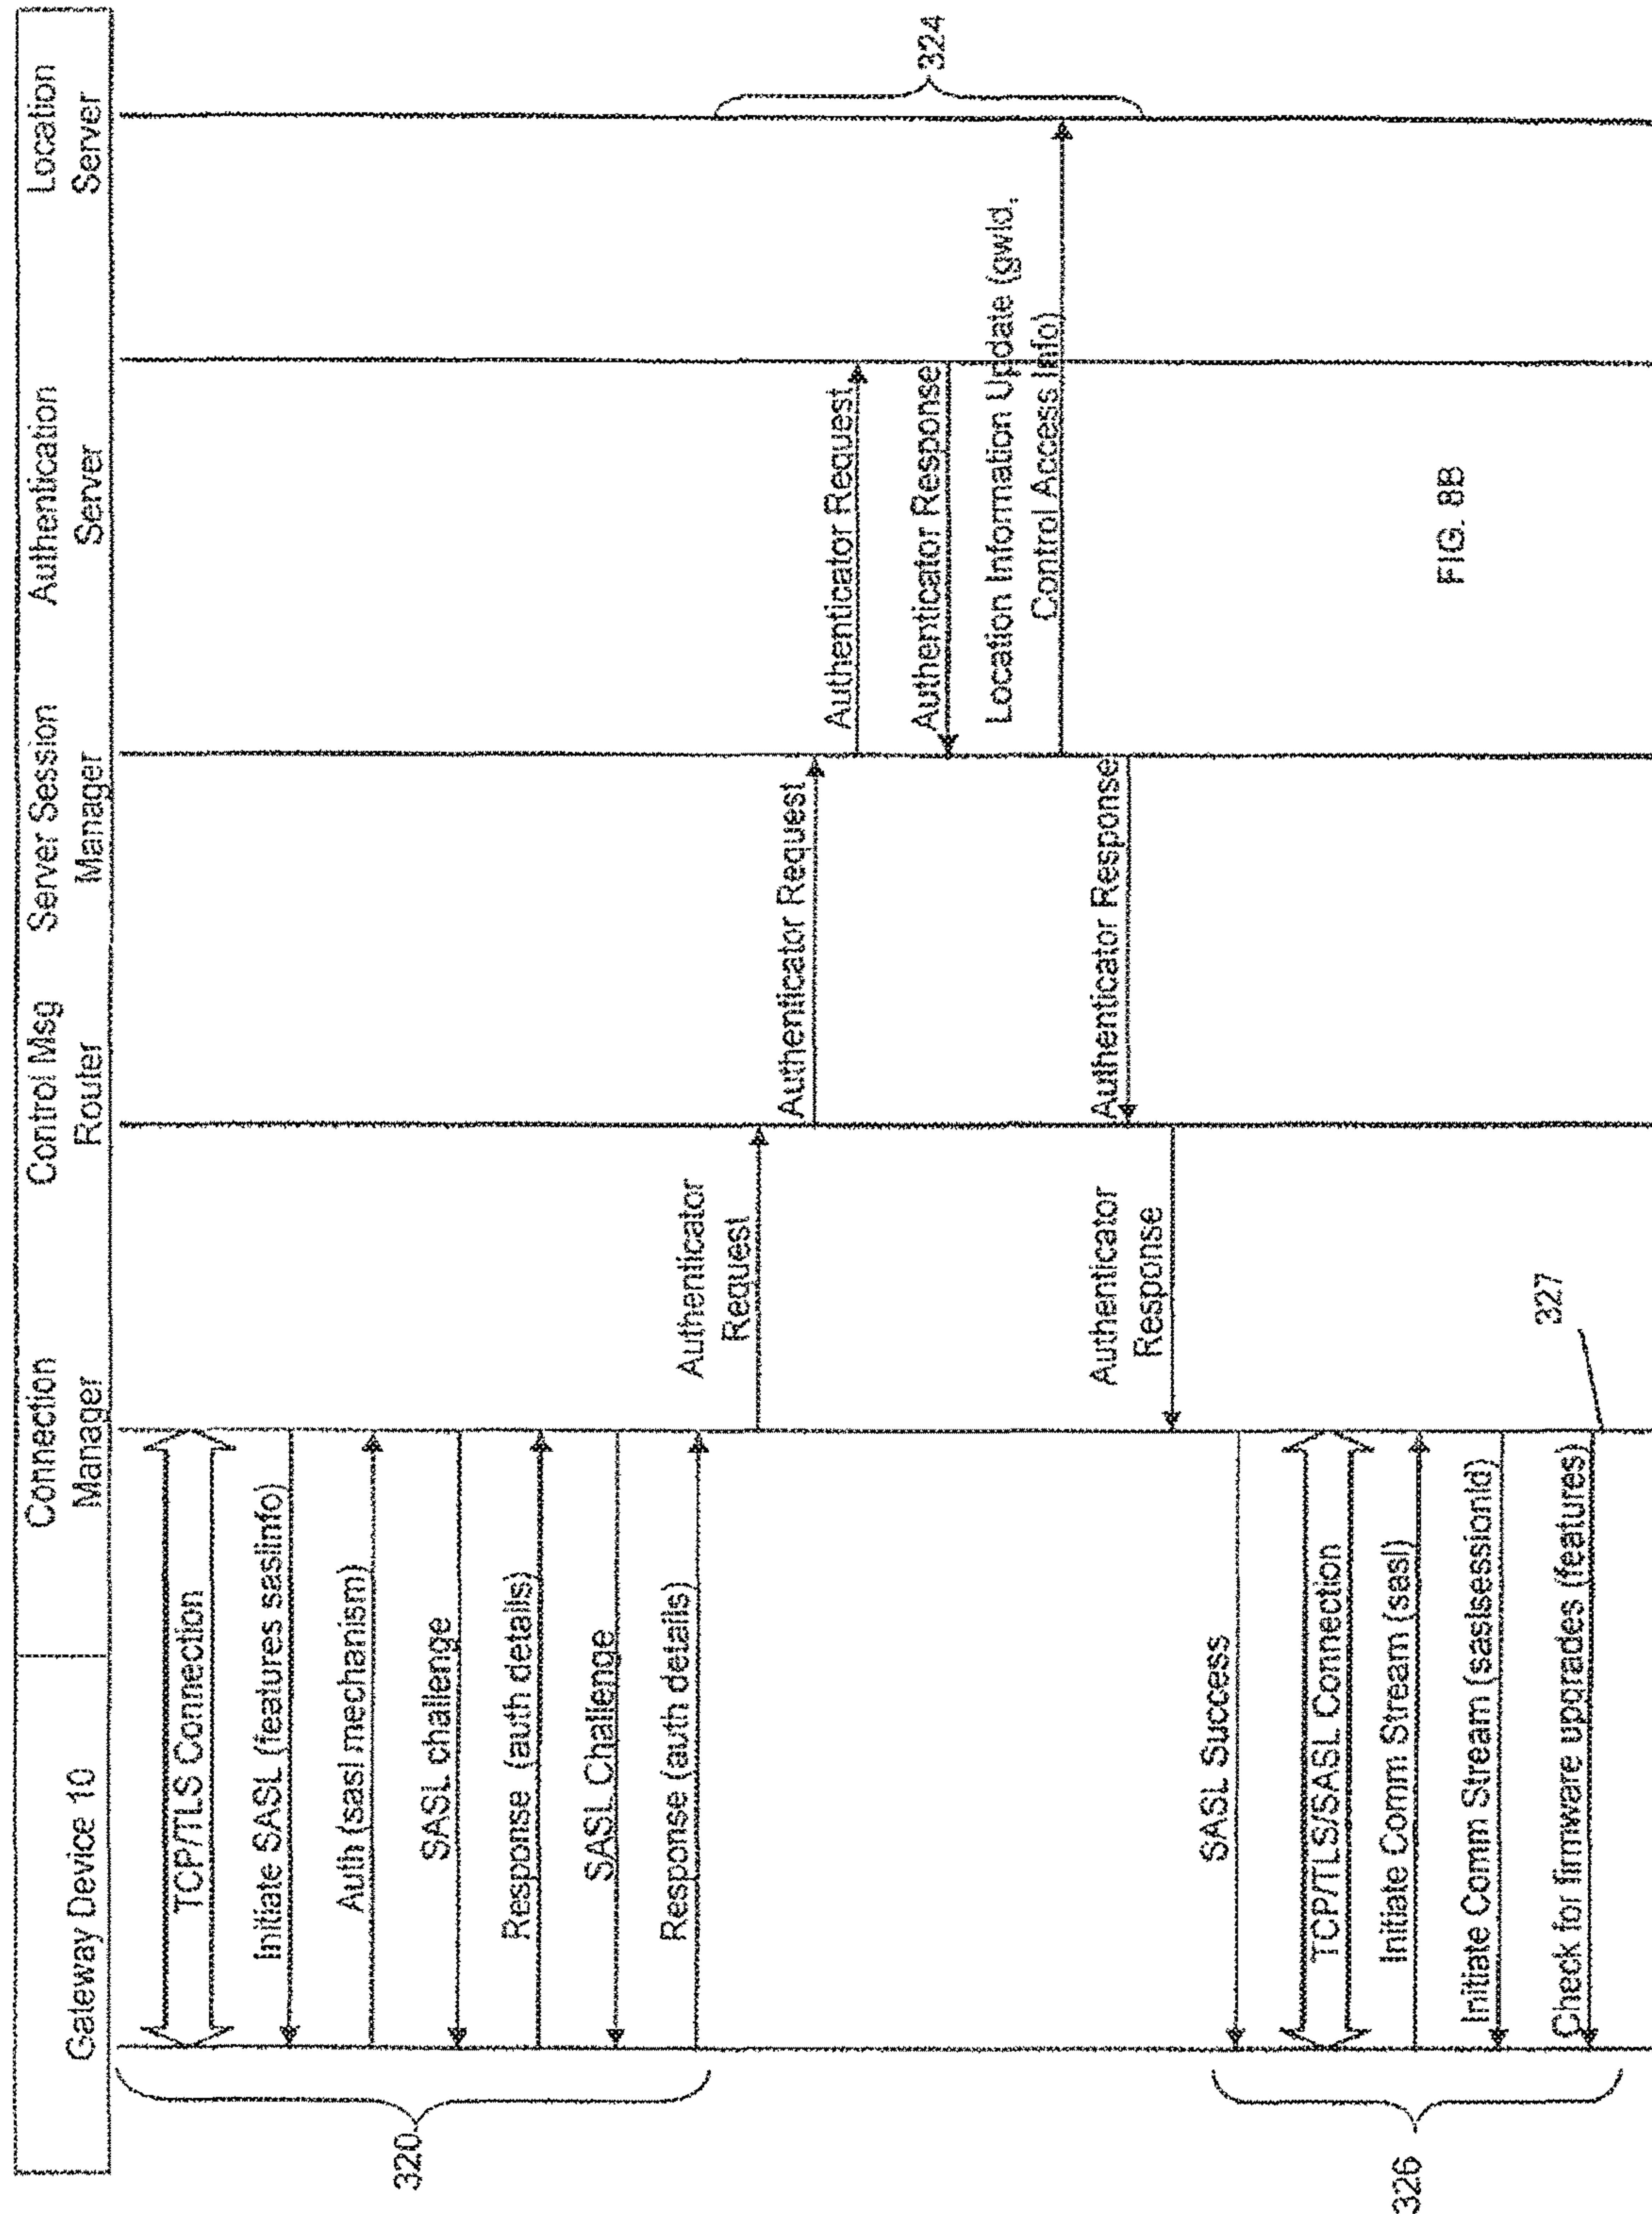 Gateway Device 10
Connection
Manager
Control Msg
Router
Server Session
Manager
Authentication
Server
Location
Server
320
TCP/TLS Connection
Initiate SASL (features saslinfo)
Auth (sasl mechanism)
SASL challenge
Response (auth details)
SASL Challenge
Response (auth details)
Authenticator
Request
Authenticator Request
Authenticator Request
Authenticator Response
Location Information Update (gwId,
Control Access Info)
324
Authenticator Response
Authenticator
Response
326
SASL Success
TCP/TLS/SASL Connection
Initiate Comm Stream (sasl)
Initiate Comm Stream (saslsessionId)
Check for firmware upgrades (features)
327
FIG. 8B